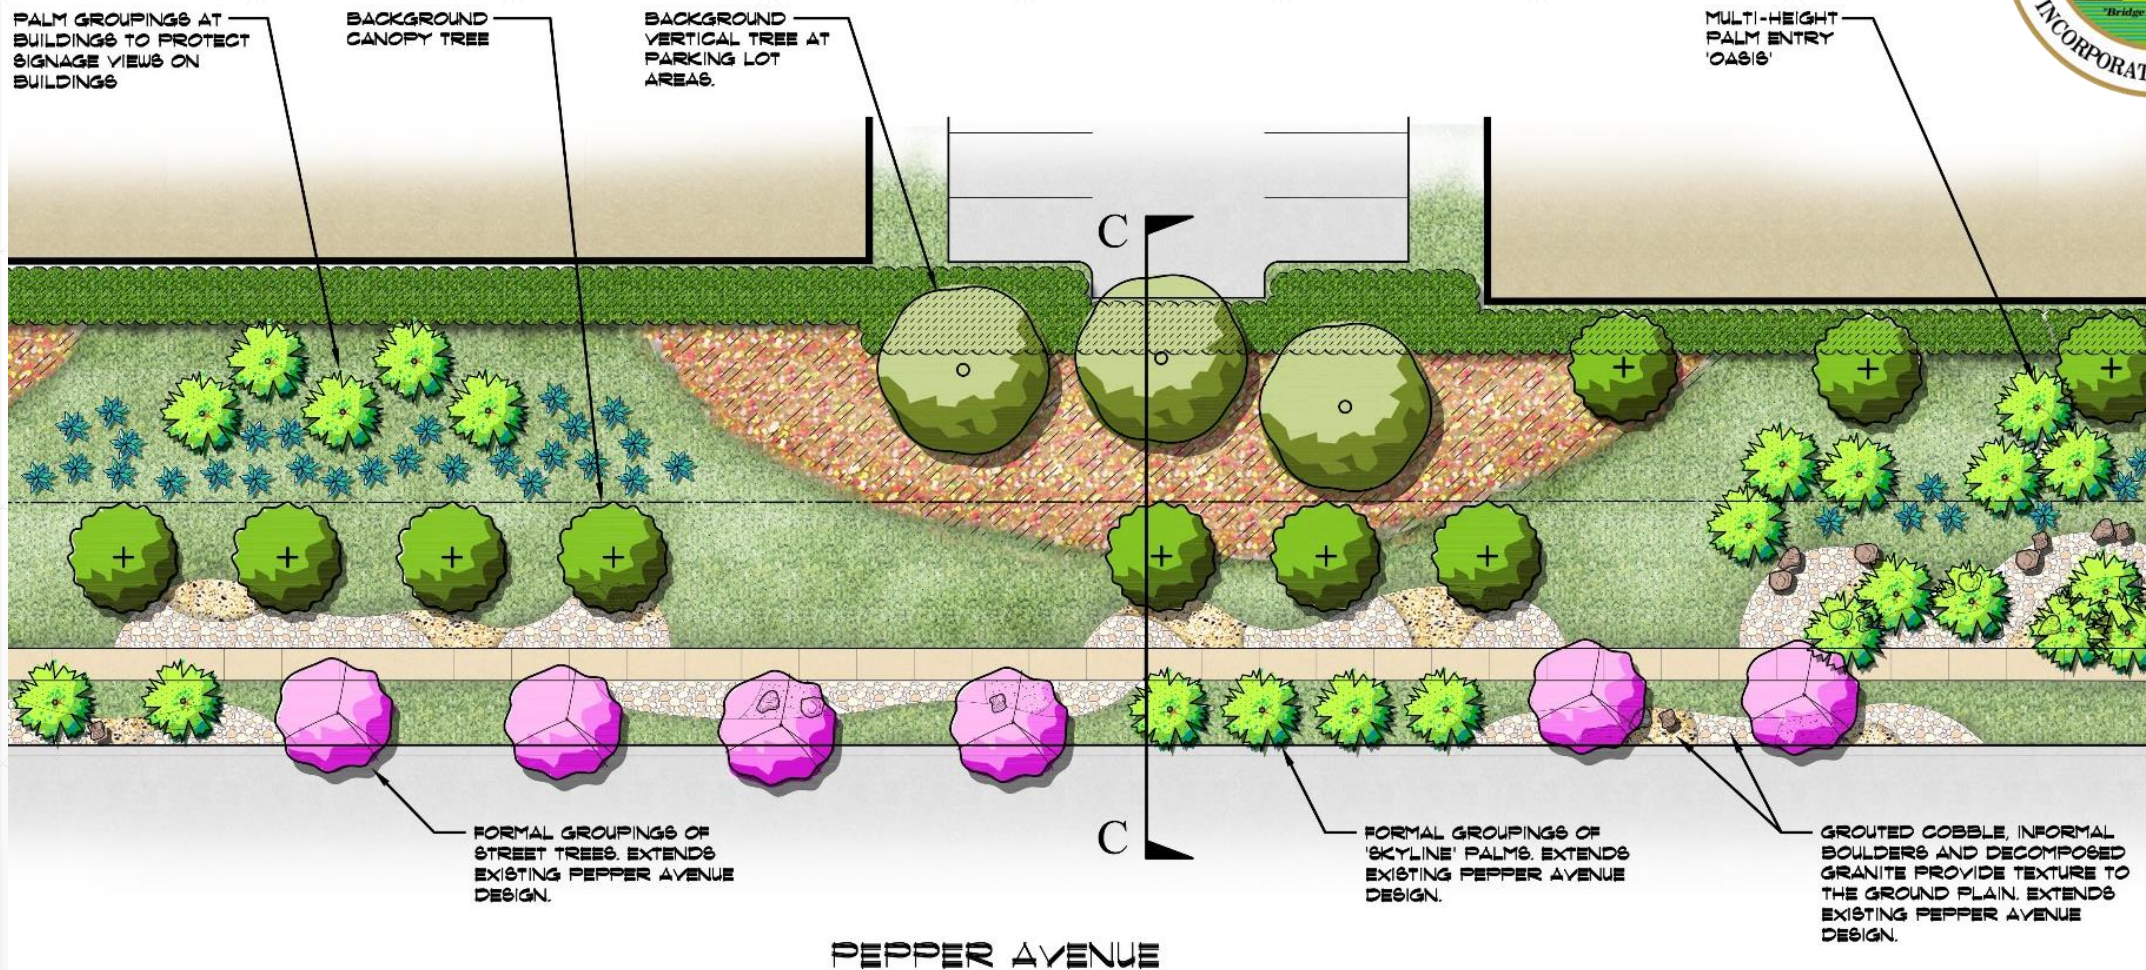 PALM GROUPINGS AT
BUILDINGS TO PROTECT
SIGNAGE VIEWS ON
BUILDINGS
BACKGROUND
CANOPY TREE
BACKGROUND
VERTICAL TREE AT
PARKING LOT
AREAS.
MULTI-HEIGHT
PALM ENTRY
'OASIS'
"Bridge
INCORPORAT
C
C
FORMAL GROUPINGS OF
STREET TREES. EXTENDS
EXISTING PEPPER AVENUE
DESIGN.
FORMAL GROUPINGS OF
'SKYLINE' PALMS. EXTENDS
EXISTING PEPPER AVENUE
DESIGN.
GROUTED COBBLE, INFORMAL
BOULDERS AND DECOMPOSED
GRANITE PROVIDE TEXTURE TO
THE GROUND PLAIN. EXTENDS
EXISTING PEPPER AVENUE
DESIGN.
PEPPER AVENUE